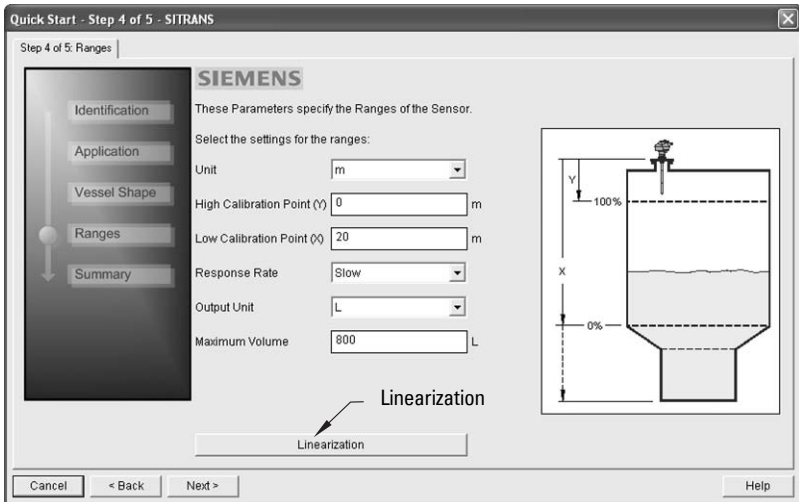 Quick Start - Step 4 of 5 - SITRANS
Step 4 of 5: Ranges
SIEMENS
Identification
Application
Vessel Shape
Ranges
Summary
These Parameters specify the Ranges of the Sensor.
Select the settings for the ranges:
Unit m
High Calibration Point (Y) 0 m
Low Calibration Point (X) 20 m
Response Rate Slow
Output Unit L
Maximum Volume 800 L
Linearization
Linearization
Y
100%
X
0%
Cancel < Back Next > Help